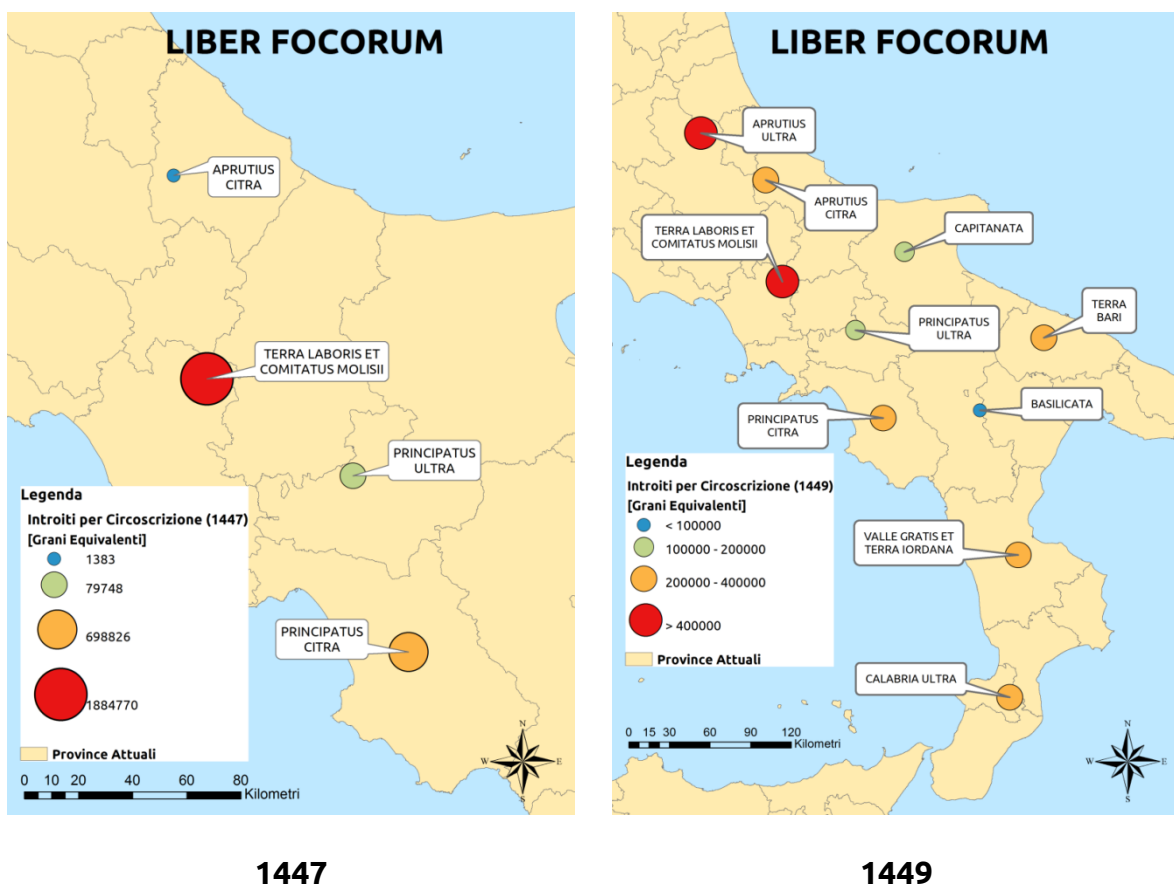 LIBER FOCORUM
APRUTIUS
CITRA
TERRA LABORIS ET
COMITATUS MOLISII
PRINCIPATUS
ULTRA
PRINCIPATUS
CITRA
Legenda
Introiti per Circoscrizione (1447)
[Grani Equivalenti]
1383
79748
698826
1884770
Province Attuali
0 10 20 40 60 80
Kilometri
N
W E
S
1447
LIBER FOCORUM
APRUTIUS
ULTRA
APRUTIUS
CITRA
TERRA LABORIS ET
COMITATUS MOLISII
CAPITANATA
PRINCIPATUS
ULTRA
TERRA
BARI
BASILICATA
PRINCIPATUS
CITRA
VALLE GRATIS ET
TERRA IORDANA
CALABRIA ULTRA
Legenda
Introiti per Circoscrizione (1449)
[Grani Equivalenti]
< 100000
100000 - 200000
200000 - 400000
> 400000
Province Attuali
0 15 30 60 90 120
Kilometri
N
W E
S
1449